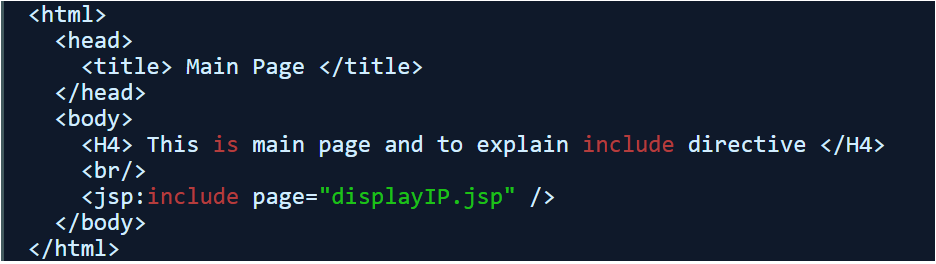 <html>
<head>
<title> Main Page </title>
</head>
<body>
<H4> This is main page and to explain include directive </H4>
<br/>
<jsp:include page="displayIP.jsp" />
</body>
</html>